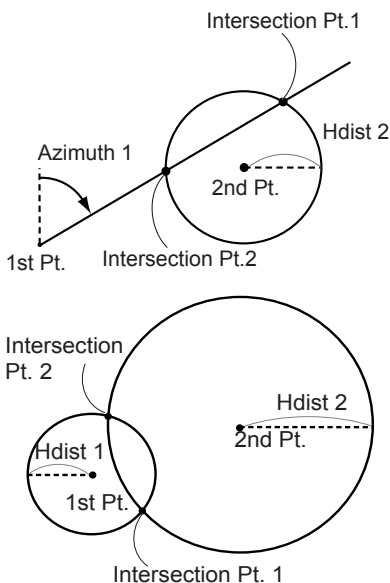 Intersection Pt.1
Hdist 2
Azimuth 1
2nd Pt.
1st Pt.
Intersection Pt.2
Intersection
Pt. 2
Hdist 2
2nd Pt.
Hdist 1
1st Pt.
Intersection Pt. 1